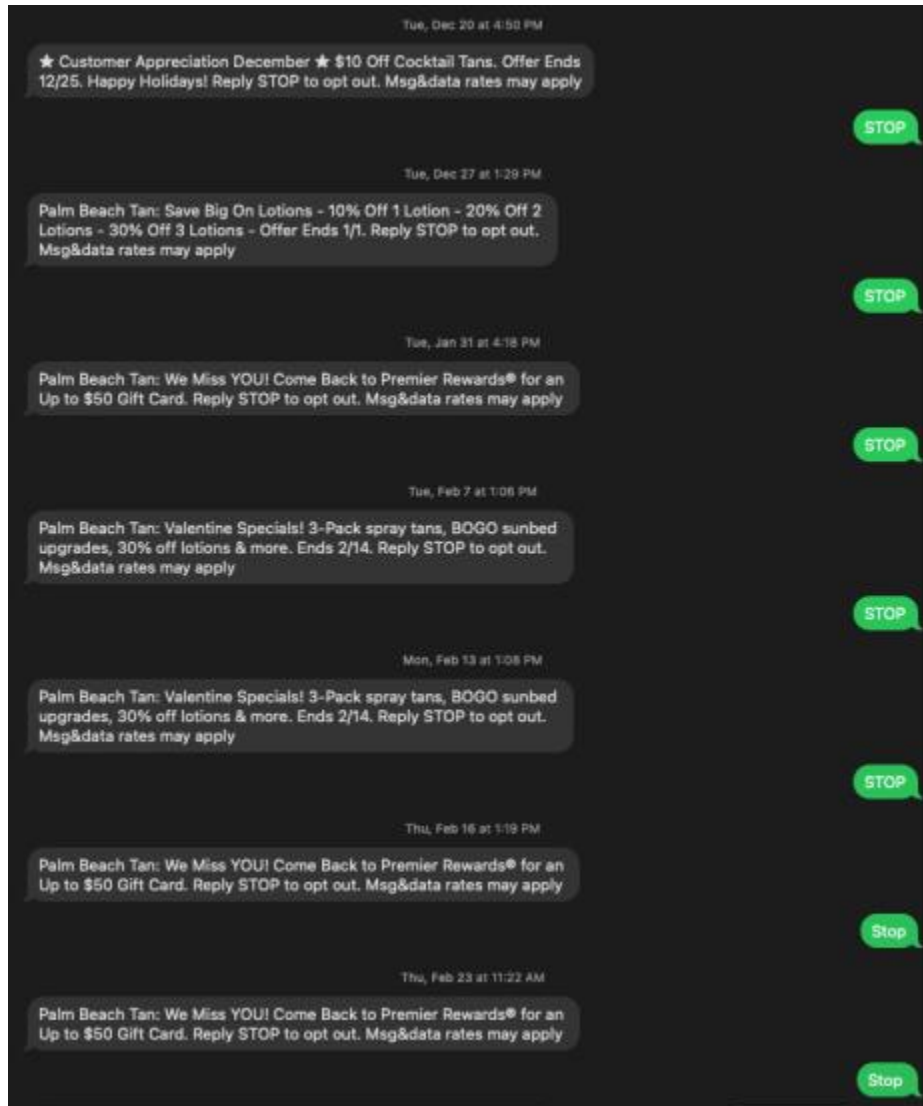 Tue, Dec 20 at 4:50 PM
★ Customer Appreciation December ★ $10 Off Cocktail Tans. Offer Ends
12/25. Happy Holidays! Reply STOP to opt out. Msg&data rates may apply
STOP
Tue, Dec 27 at 1:29 PM
Palm Beach Tan: Save Big On Lotions - 10% Off 1 Lotion - 20% Off 2
Lotions - 30% Off 3 Lotions - Offer Ends 1/1. Reply STOP to opt out.
Msg&data rates may apply
STOP
Tue, Jan 31 at 4:18 PM
Palm Beach Tan: We Miss YOU! Come Back to Premier Rewards® for an
Up to $50 Gift Card. Reply STOP to opt out. Msg&data rates may apply
STOP
Tue, Feb 7 at 1:06 PM
Palm Beach Tan: Valentine Specials! 3-Pack spray tans, BOGO sunbed
upgrades, 30% off lotions & more. Ends 2/14. Reply STOP to opt out.
Msg&data rates may apply
STOP
Mon, Feb 13 at 1:08 PM
Palm Beach Tan: Valentine Specials! 3-Pack spray tans, BOGO sunbed
upgrades, 30% off lotions & more. Ends 2/14. Reply STOP to opt out.
Msg&data rates may apply
STOP
Thu, Feb 16 at 1:19 PM
Palm Beach Tan: We Miss YOU! Come Back to Premier Rewards® for an
Up to $50 Gift Card. Reply STOP to opt out. Msg&data rates may apply
Stop
Thu, Feb 23 at 11:22 AM
Palm Beach Tan: We Miss YOU! Come Back to Premier Rewards® for an
Up to $50 Gift Card. Reply STOP to opt out. Msg&data rates may apply
Stop